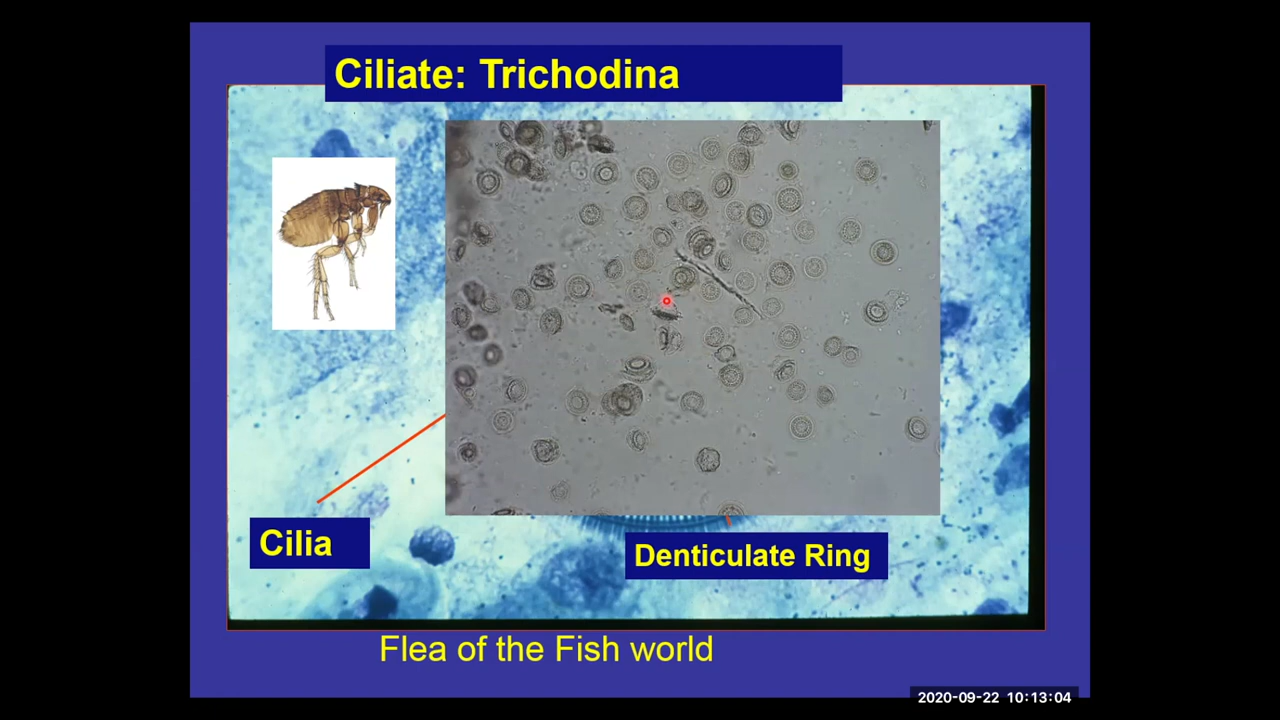 Ciliate: Trichodina
Cilia
Denticulate Ring
Flea of the Fish world
2020-09-22 10:13:04